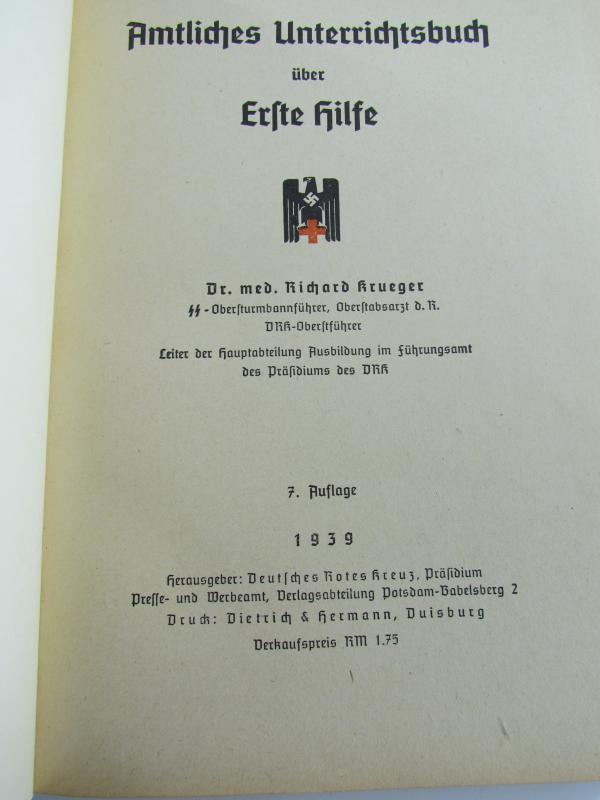 Amtliches Unterrichtsbuch
über
Erste Hilfe
Dr. med. Richard Krueger
SS-Obersturmbannführer, Oberstabsarzt d. R.
DRK-Oberstführer
Leiter der Hauptabteilung Ausbildung im Führungsamt
des Präsidiums des DRK
7. Auflage
1939
Herausgeber: Deutsches Rotes Kreuz, Präsidium
Presse- und Werbeamt, Verlagsabteilung Potsdam-Babelsberg 2
Druck: Dietrich & Hermann, Duisburg
Verkaufspreis RM 1.75